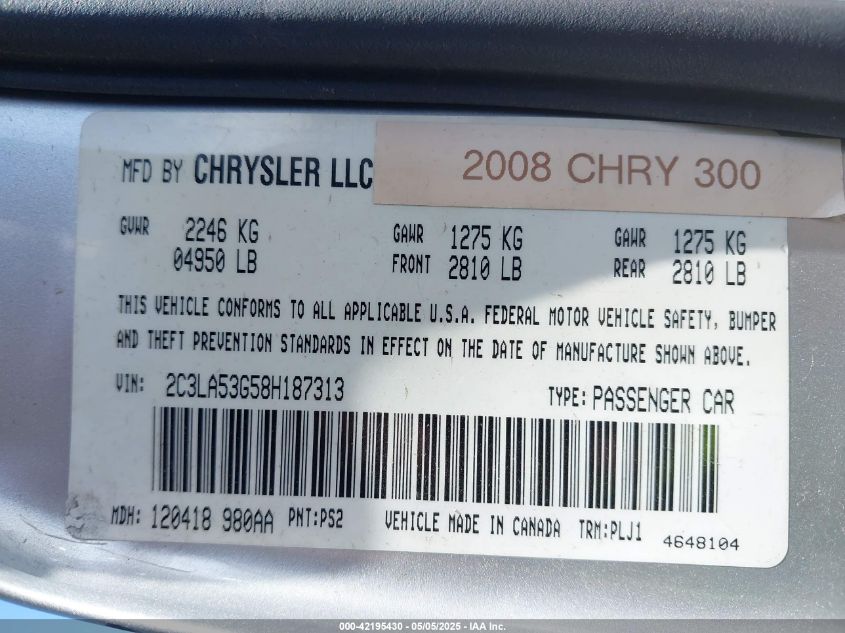 MFD BY CHRYSLER LLC 2008 CHRY 300
GVWR 2246 KG GAWR 1275 KG GAWR 1275 KG
04950 LB FRONT 2810 LB REAR 2810 LB
THIS VEHICLE CONFORMS TO ALL APPLICABLE U.S.A. FEDERAL MOTOR VEHICLE SAFETY, BUMPER
AND THEFT PREVENTION STANDARDS IN EFFECT ON THE DATE OF MANUFACTURE SHOWN ABOVE.
VIN: 2C3LA53G58H187313 TYPE: PASSENGER CAR
MDH: 120418 980AA PNT:PS2 VEHICLE MADE IN CANADA TRM:PLJ1 4648104
000-42195430 - 05/05/2025 - IAA Inc.